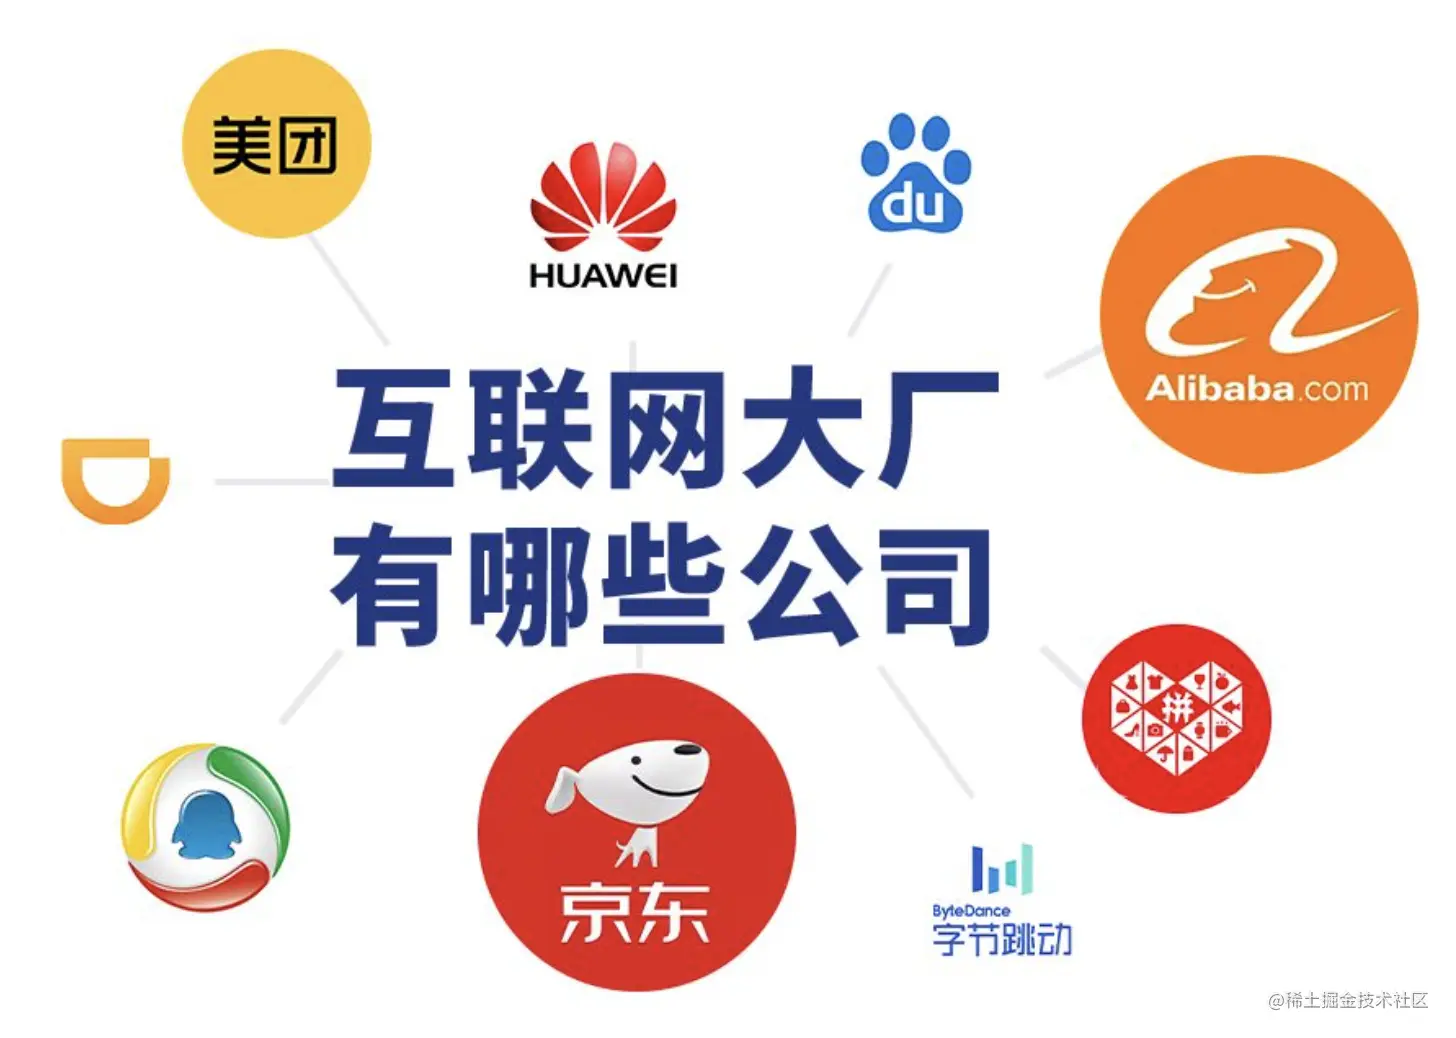 美团
HUAWEI
du
Alibaba.com
互联网大厂
有哪些公司
拼
京东
ByteDance
字节跳动
@稀土掘金技术社区